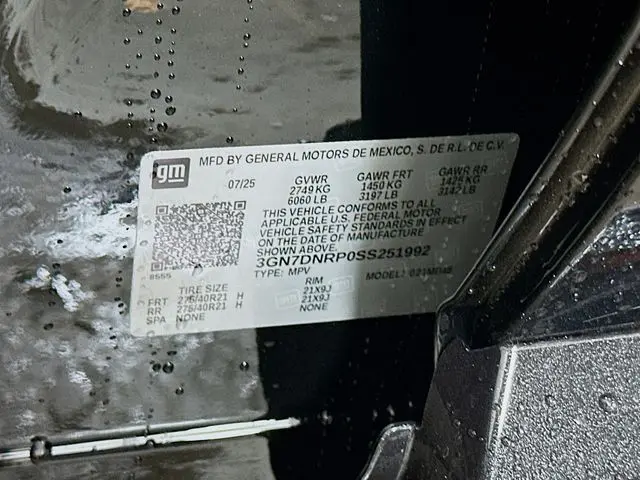 gm
MFD BY GENERAL MOTORS DE MEXICO, S. DE R.L. DE C.V.
07/25 GVWR GAWR FRT GAWR RR
2749 KG 1450 KG 1425 KG
6060 LB 3197 LB 3142 LB
THIS VEHICLE CONFORMS TO ALL
APPLICABLE U.S. FEDERAL MOTOR
VEHICLE SAFETY STANDARDS IN EFFECT
ON THE DATE OF MANUFACTURE
SHOWN ABOVE.
3GN7DNRP0SS251992
TYPE: MPV MODEL:
TIRE SIZE RIM
FRT 275/40R21 H 21X9J
RR 275/40R21 H 21X9J
SPA NONE NONE